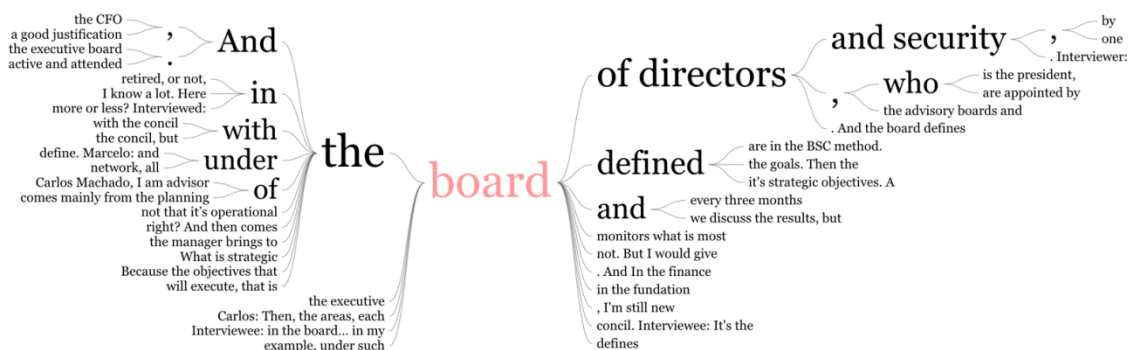 the CFO
a good justification
,
the executive board
active and attended
.
And
retired, or not,
I know a lot. Here
more or less? Interviewed:
in
with the concil
the concil, but
with
define. Marcelo: and
network, all
under
Carlos Machado, I am advisor
comes mainly from the planning
of
not that it's operational
right? And then comes
the manager brings to
What is strategic
Because the objectives that
will execute, that is
the
the executive
Carlos: Then, the areas, each
Interviewee: in the board... in my
example, under such
board
of directors
and security
,
by
one
. Interviewer:
,
who
is the president,
are appointed by
the advisory boards and
. And the board defines
defined
are in the BSC method.
the goals. Then the
it's strategic objectives. A
and
every three months
we discuss the results, but
monitors what is most
not. But I would give
. And In the finance
in the fundation
, I'm still new
concil. Interviewee: It's the
defines